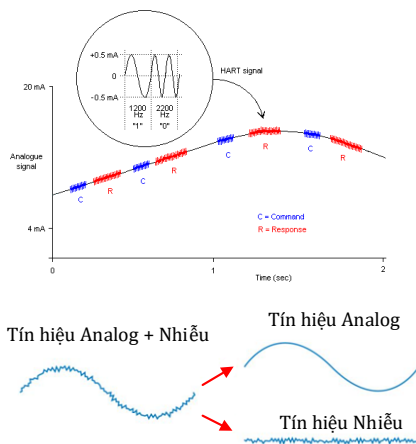 +0.5 mA
0
-0.5 mA
1200 2200
Hz Hz
"1" "0"
HART signal
20 mA
Analogue
signal
4 mA
C
R
C
R
C
R
C
R
C = Command
R = Response
0
1
2
Time (sec)
Tín hiệu Analog + Nhiễu
Tín hiệu Analog
Tín hiệu Nhiễu